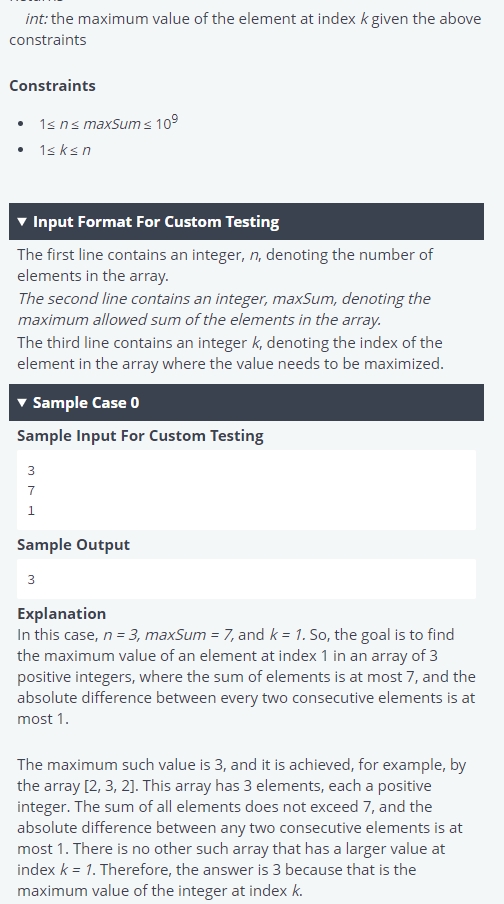 int: the maximum value of the element at index k given the above
constraints
Constraints
• 1≤ n ≤ maxSum ≤ 10⁹
• 1≤ k ≤ n
▼ Input Format For Custom Testing
The first line contains an integer, n, denoting the number of
elements in the array.
The second line contains an integer, maxSum, denoting the
maximum allowed sum of the elements in the array.
The third line contains an integer k, denoting the index of the
element in the array where the value needs to be maximized.
▼ Sample Case 0
Sample Input For Custom Testing
3
7
1
Sample Output
3
Explanation
In this case, n = 3, maxSum = 7, and k = 1. So, the goal is to find
the maximum value of an element at index 1 in an array of 3
positive integers, where the sum of elements is at most 7, and the
absolute difference between every two consecutive elements is at
most 1.
The maximum such value is 3, and it is achieved, for example, by
the array [2, 3, 2]. This array has 3 elements, each a positive
integer. The sum of all elements does not exceed 7, and the
absolute difference between any two consecutive elements is at
most 1. There is no other such array that has a larger value at
index k = 1. Therefore, the answer is 3 because that is the
maximum value of the integer at index k.